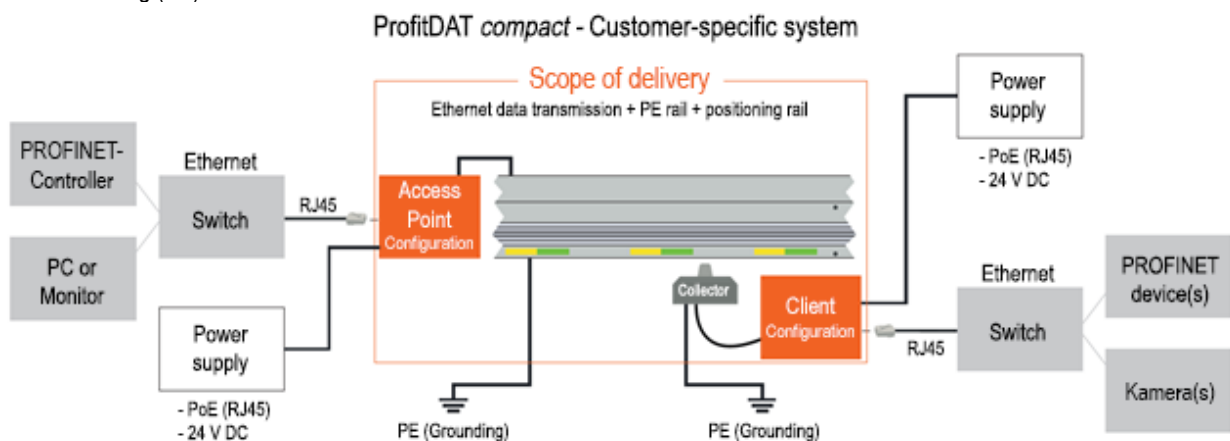 ProfitDAT compact - Customer-specific system
Scope of delivery
Ethernet data transmission + PE rail + positioning rail
Power
supply
- PoE (RJ45)
- 24 V DC
PROFINET-
Controller
PC or
Monitor
Ethernet
Switch
RJ45
Access
Point
Configuration
Power
supply
- PoE (RJ45)
- 24 V DC
Collector
Client
Configuration
PE (Grounding)
PE (Grounding)
RJ45
Ethernet
Switch
PROFINET
device(s)
Kamera(s)